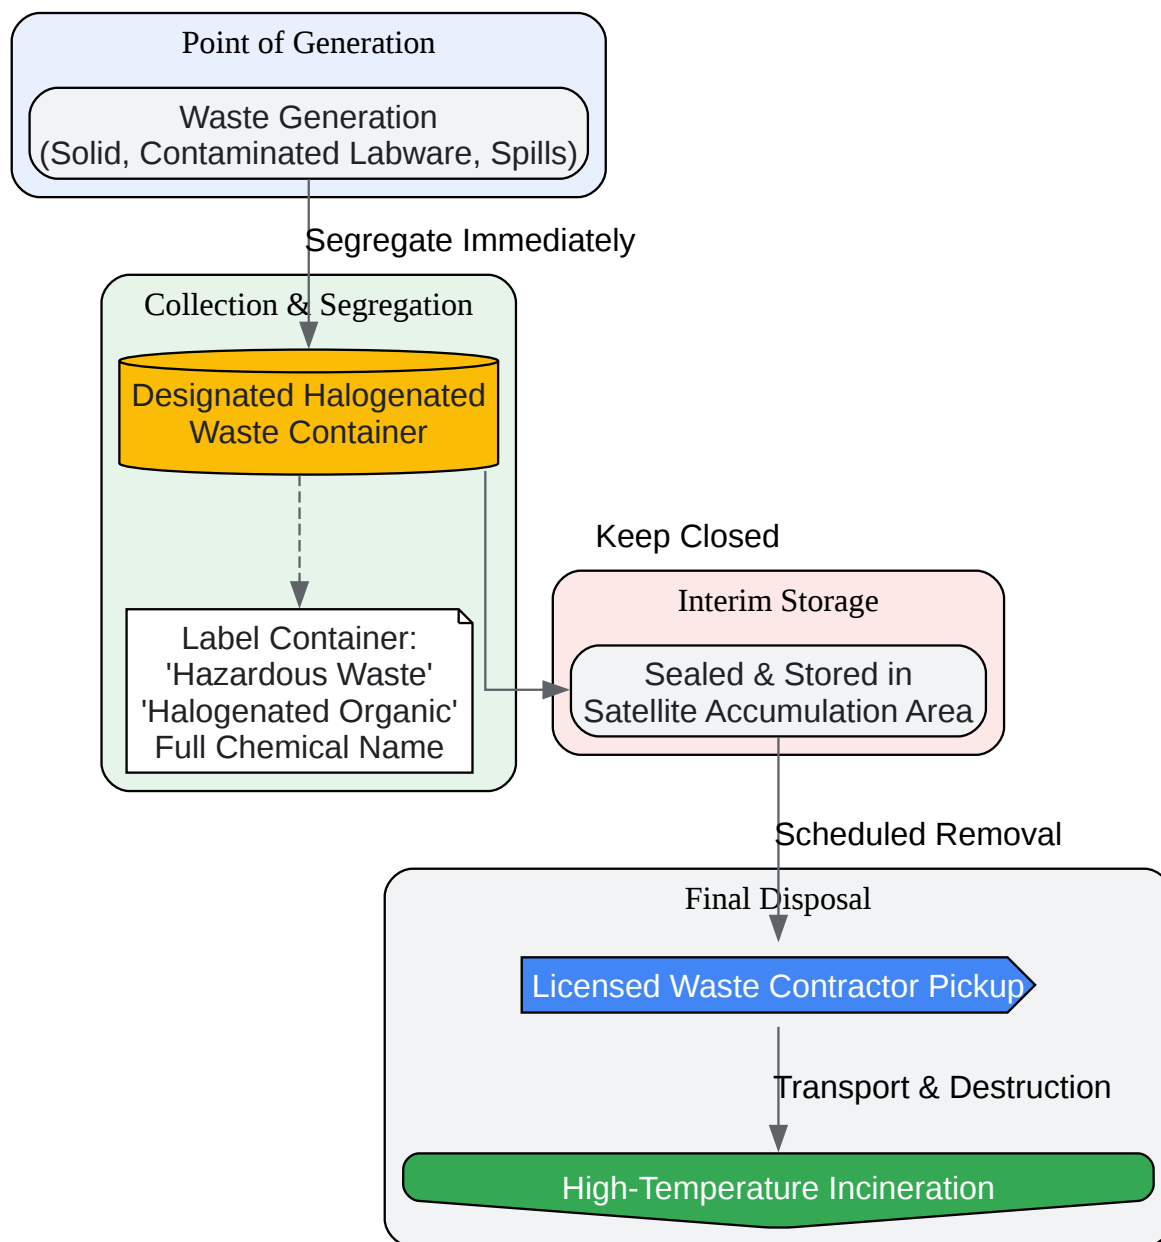 Point of Generation
Waste Generation
(Solid, Contaminated Labware, Spills)
Segregate Immediately
Collection & Segregation
Designated Halogenated
Waste Container
Label Container:
'Hazardous Waste'
'Halogenated Organic'
Full Chemical Name
Keep Closed
Interim Storage
Sealed & Stored in
Satellite Accumulation Area
Scheduled Removal
Final Disposal
Licensed Waste Contractor Pickup
Transport & Destruction
High-Temperature Incineration